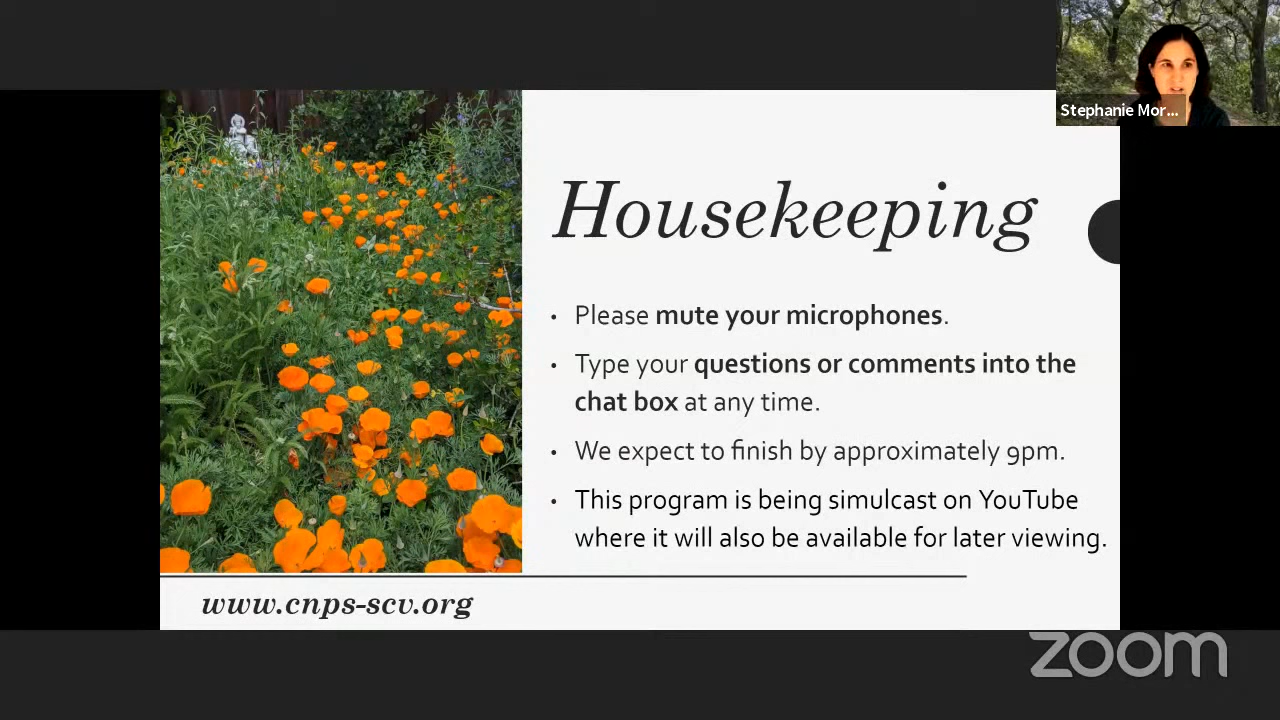 Stephanie Mor...
Housekeeping
• Please mute your microphones.
• Type your questions or comments into the
chat box at any time.
• We expect to finish by approximately 9pm.
• This program is being simulcast on YouTube
where it will also be available for later viewing.
www.cnps-scv.org
zoom